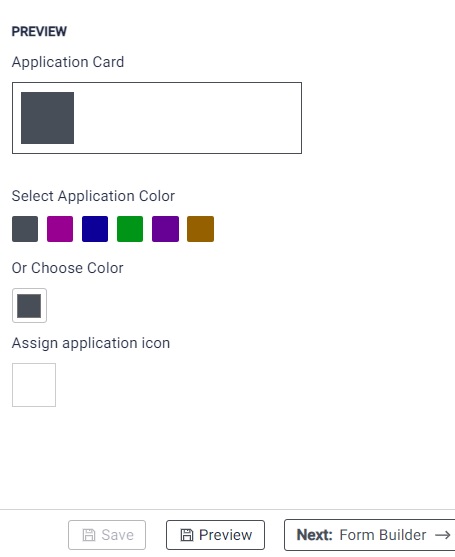 PREVIEW
Application Card
Select Application Color
Or Choose Color
Assign application icon
Save Preview Next: Form Builder →